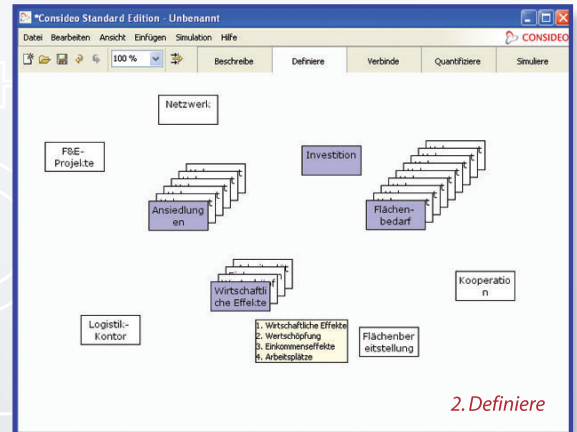 *Consideo Standard Edition - Unbenannt
Datei Bearbeiten Ansicht Einfügen Simulation Hilfe
CONSIDEO
100 %
Beschreibe Definiere Verbinde Quantifiziere Simuliere
Netzwerk
F&E-
Projekte
Investition
Ansiedlung
en
Flächen-
bedarf
Wirtschaftli
che Effekte
Kooperatio
n
Logistik-
Kontor
1. Wirtschaftliche Effekte
2. Wertschöpfung
3. Einkommenseffekte
4. Arbeitsplätze
Flächenber
eitstellung
2. Definiere